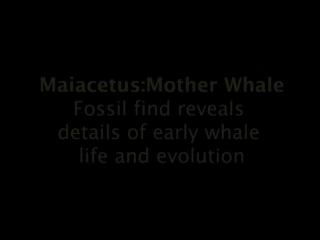 Maiacetus:Mother Whale
Fossil find reveals
details of early whale
life and evolution